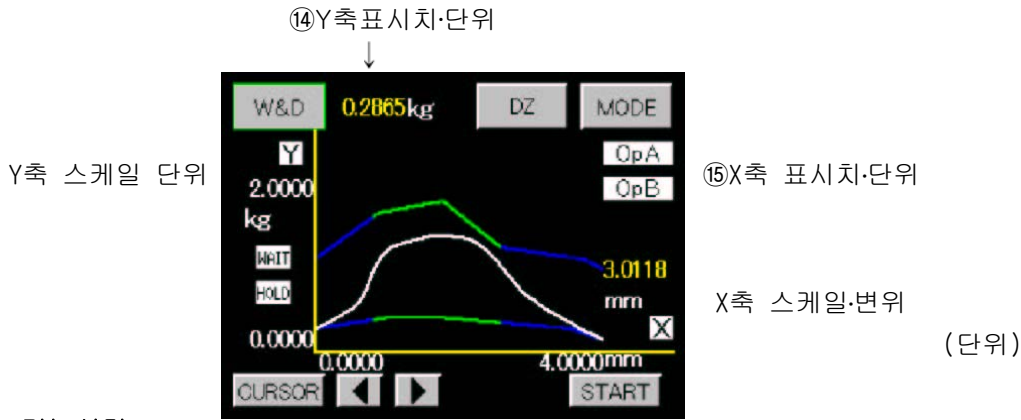 ⑭Y축표시치·단위
↓
W&D 0.2865kg DZ MODE
Y OpA
Y축 스케일 단위 2.0000 OpB ⑮X축 표시치·단위
kg
WAIT 3.0118
HOLD mm X축 스케일·변위
0.0000 X (단위)
0.0000 4.0000mm
CURSOR START